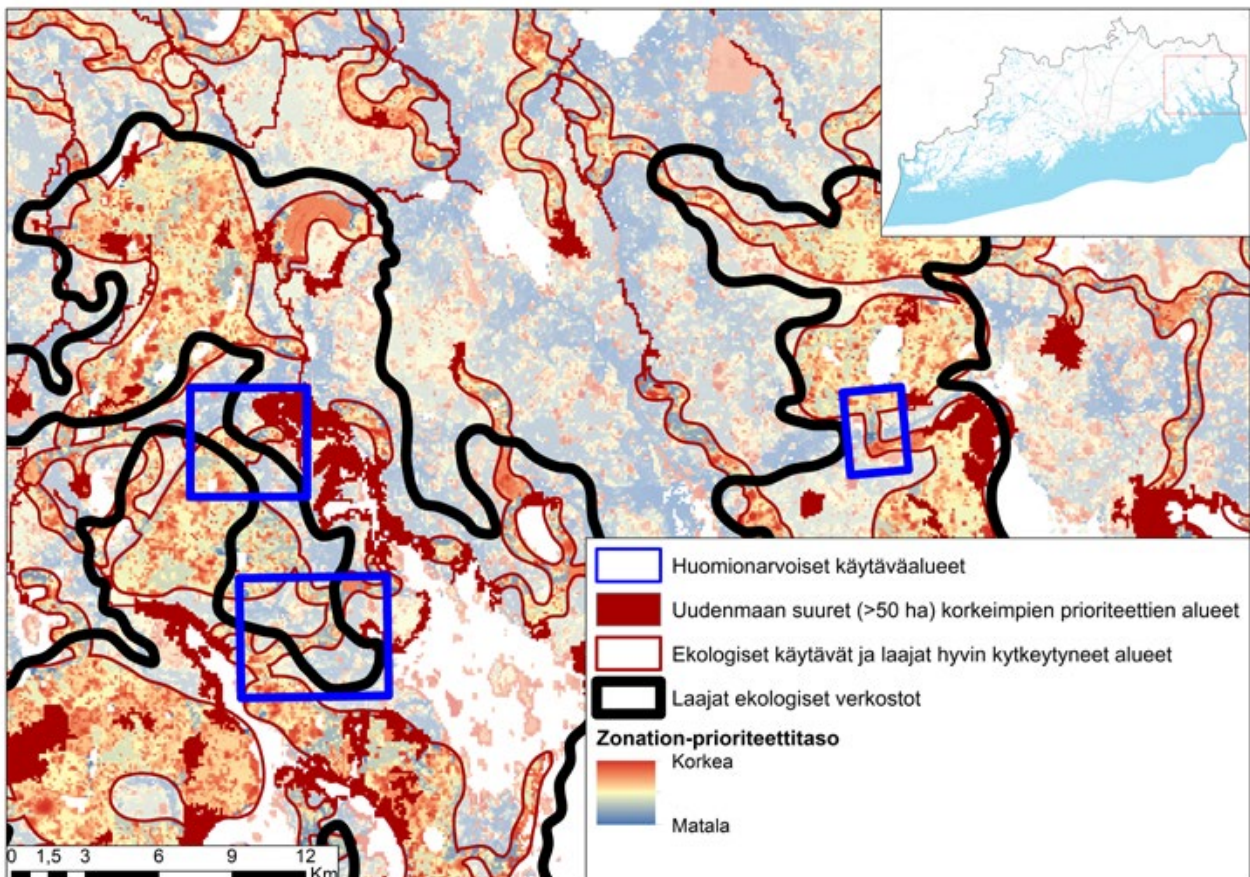 Huomionarvoiset käytäväalueet
Uudenmaan suuret (>50 ha) korkeimpien prioriteettien alueet
Ekologiset käytävät ja laajat hyvin kytkeytyneet alueet
Laajat ekologiset verkostot
Zonation-prioriteettitaso
Korkea
Matala
0 1,5 3 6 9 12
Km